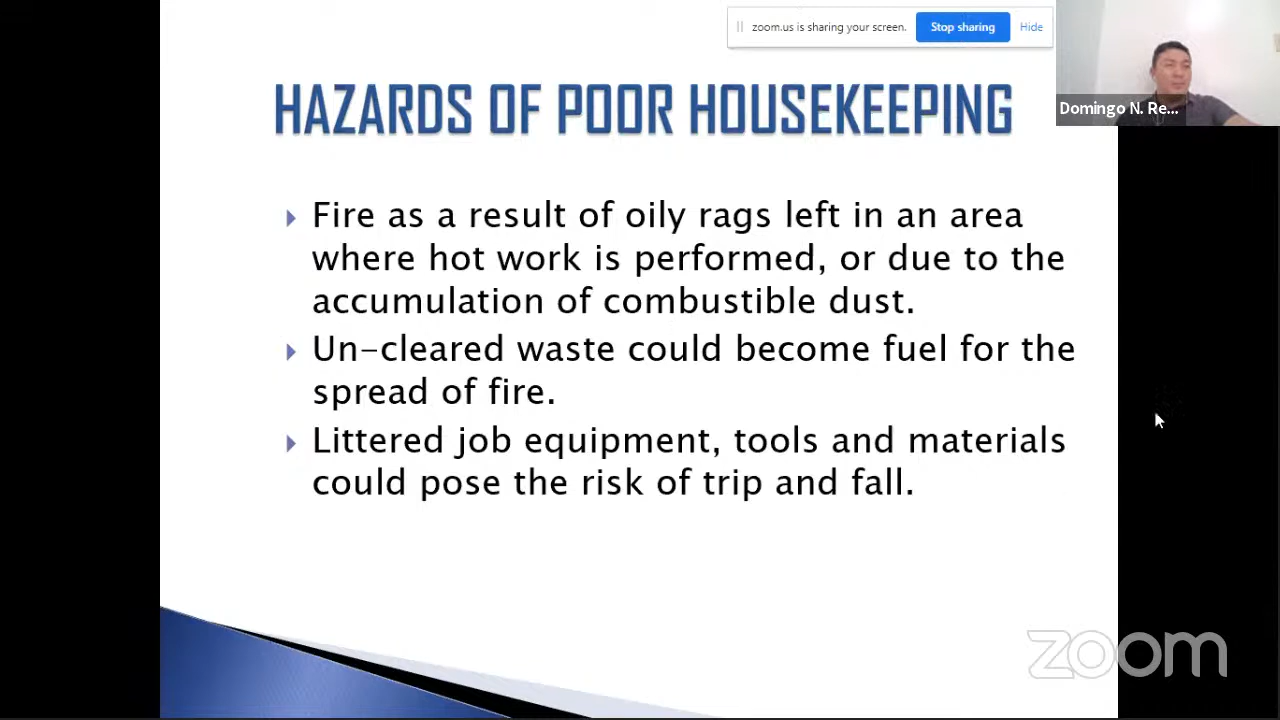 zoom.us is sharing your screen. Stop sharing Hide
Domingo N. Re...
HAZARDS OF POOR HOUSEKEEPING
Fire as a result of oily rags left in an area
where hot work is performed, or due to the
accumulation of combustible dust.
Un-cleared waste could become fuel for the
spread of fire.
Littered job equipment, tools and materials
could pose the risk of trip and fall.
zoom